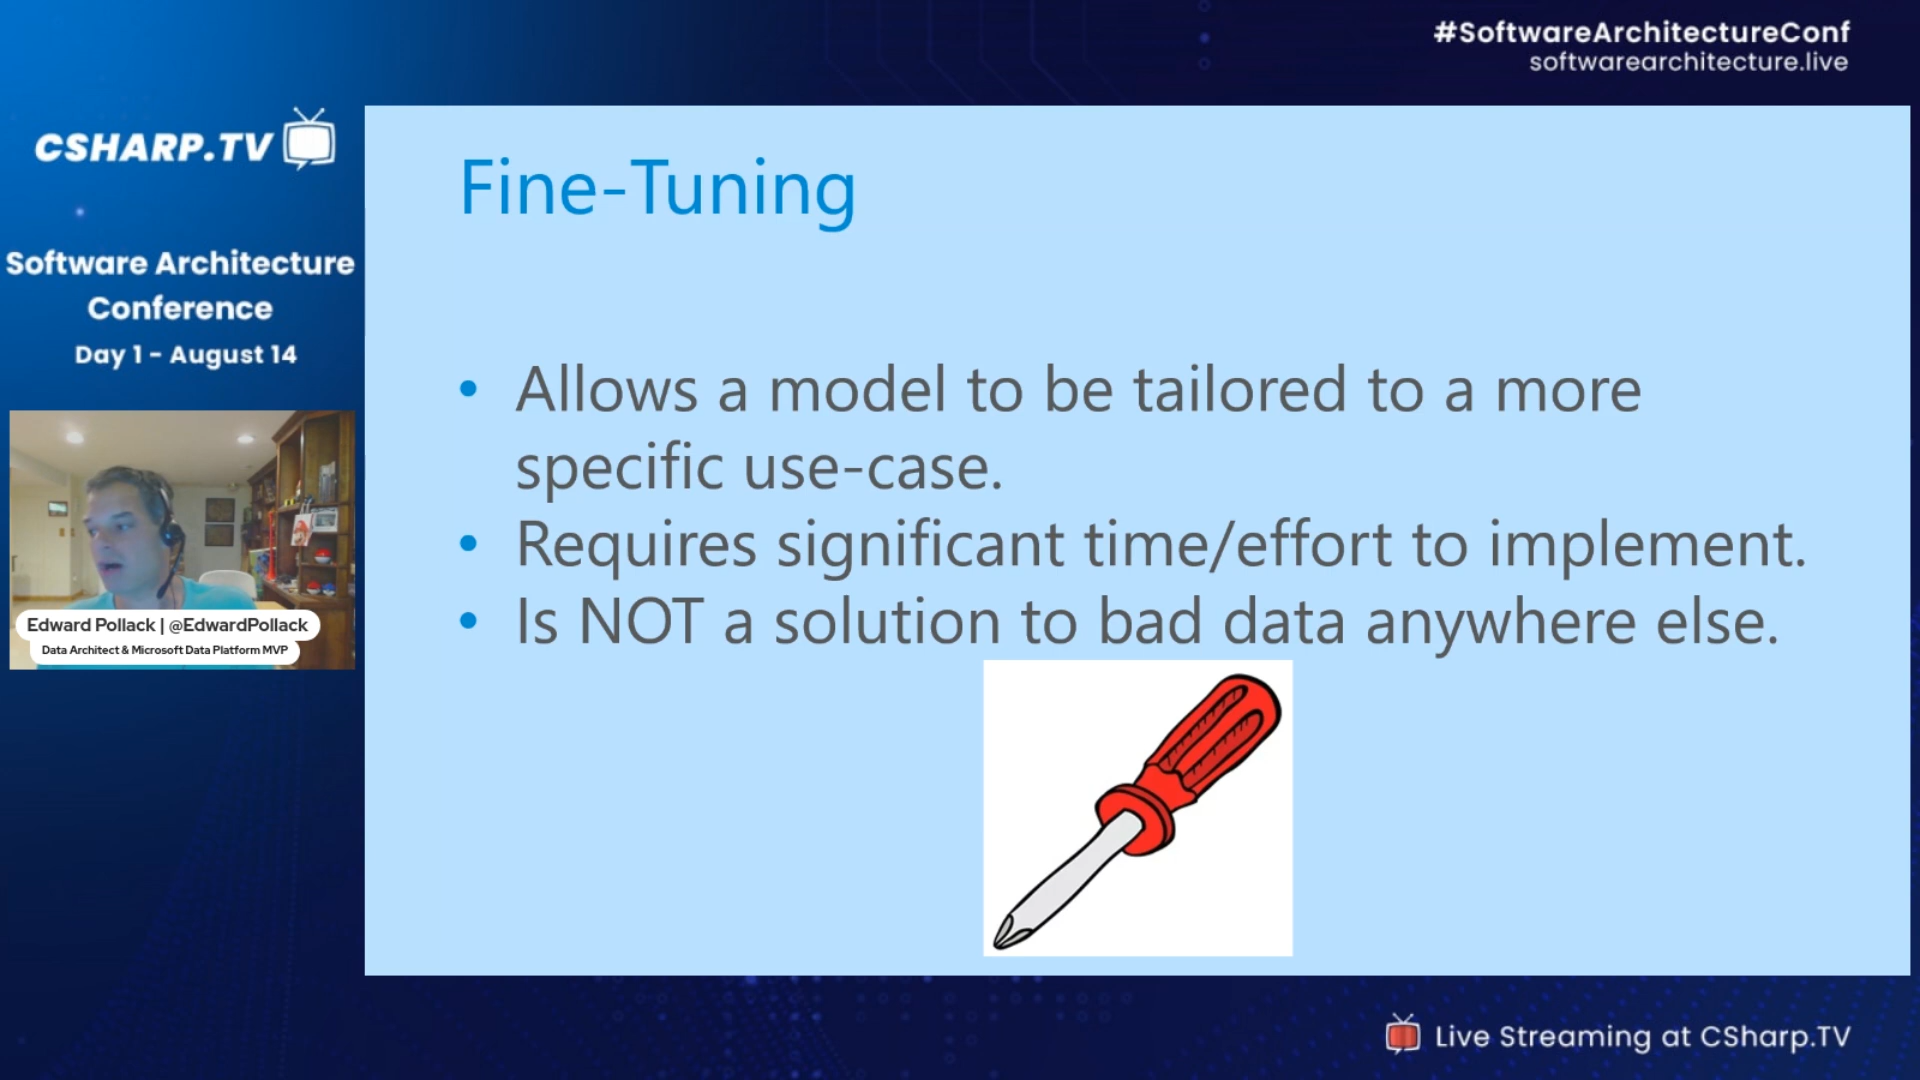 #SoftwareArchitectureConf
softwarearchitecture.live
CSHARP.TV
Software Architecture
Conference
Day 1 - August 14
Edward Pollack | @EdwardPollack
Data Architect & Microsoft Data Platform MVP
Fine-Tuning
• Allows a model to be tailored to a more
specific use-case.
• Requires significant time/effort to implement.
• Is NOT a solution to bad data anywhere else.
Live Streaming at CSharp.TV